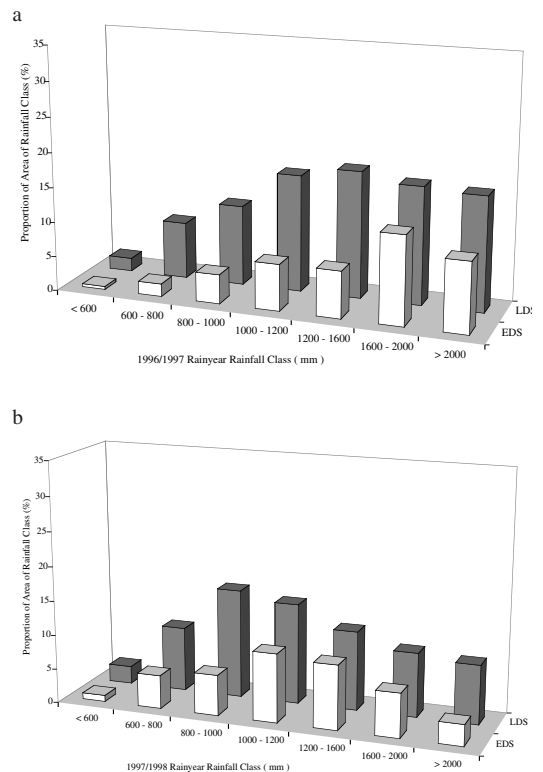 a
Proportion of Area of Rainfall Class (%)
35
30
25
20
15
10
5
0
< 600
600 - 800
800 - 1000
1000 - 1200
1200 - 1600
1600 - 2000
> 2000
LDS
EDS
1996/1997 Rainyear Rainfall Class ( mm )
b
Proportion of Area of Rainfall Class (%)
35
30
25
20
15
10
5
0
< 600
600 - 800
800 - 1000
1000 - 1200
1200 - 1600
1600 - 2000
> 2000
LDS
EDS
1997/1998 Rainyear Rainfall Class ( mm )